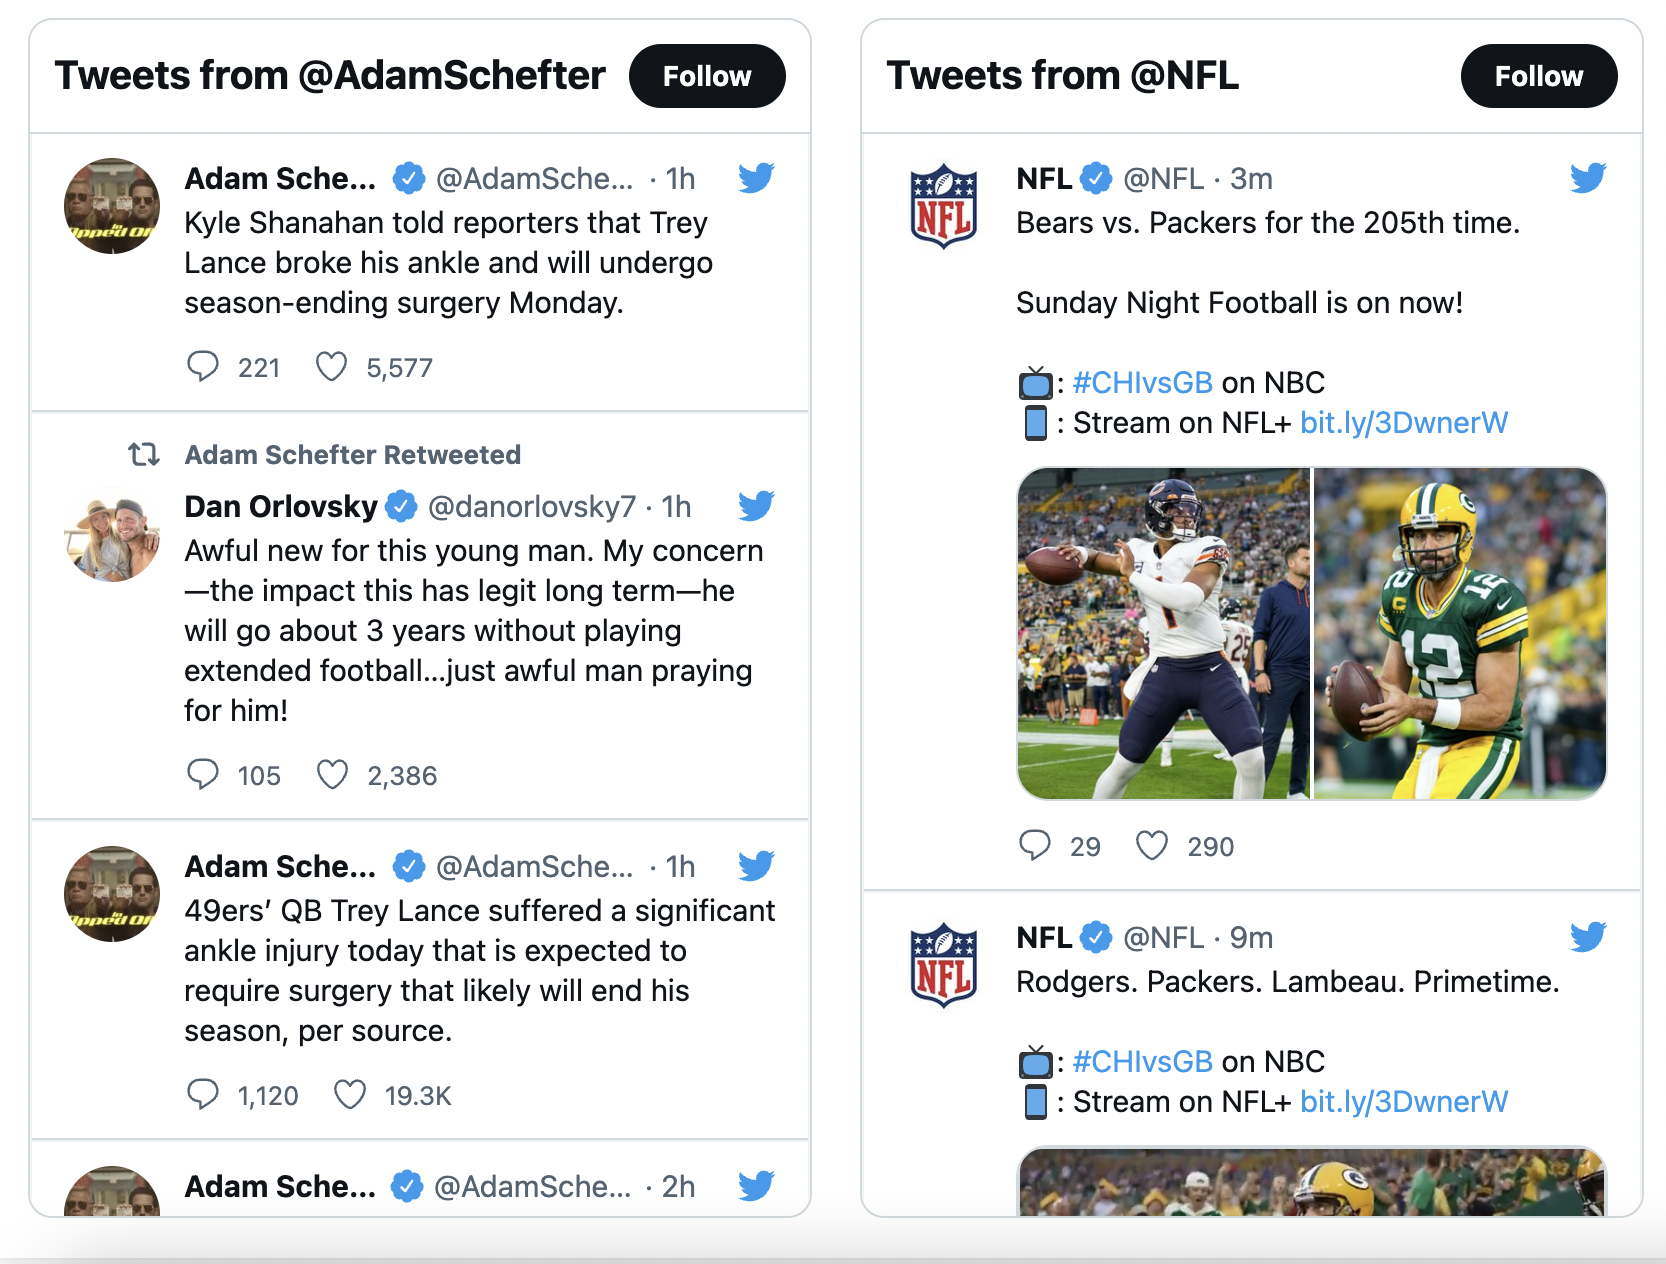 Tweets from @AdamSchefter
Follow
Adam Sche... @AdamSche... · 1h
Kyle Shanahan told reporters that Trey
Lance broke his ankle and will undergo
season-ending surgery Monday.
221 5,577
Adam Schefter Retweeted
Dan Orlovsky @danorlovsky7 · 1h
Awful new for this young man. My concern
—the impact this has legit long term—he
will go about 3 years without playing
extended football...just awful man praying
for him!
105 2,386
Adam Sche... @AdamSche... · 1h
49ers’ QB Trey Lance suffered a significant
ankle injury today that is expected to
require surgery that likely will end his
season, per source.
1,120 19.3K
Adam Sche... @AdamSche... · 2h
Tweets from @NFL
Follow
NFL
NFL @NFL · 3m
Bears vs. Packers for the 205th time.
Sunday Night Football is on now!
: #CHIvsGB on NBC
: Stream on NFL+ bit.ly/3DwnerW
1
25
12
12
12
C
G
29 290
NFL
NFL @NFL · 9m
Rodgers. Packers. Lambeau. Primetime.
: #CHIvsGB on NBC
: Stream on NFL+ bit.ly/3DwnerW
G